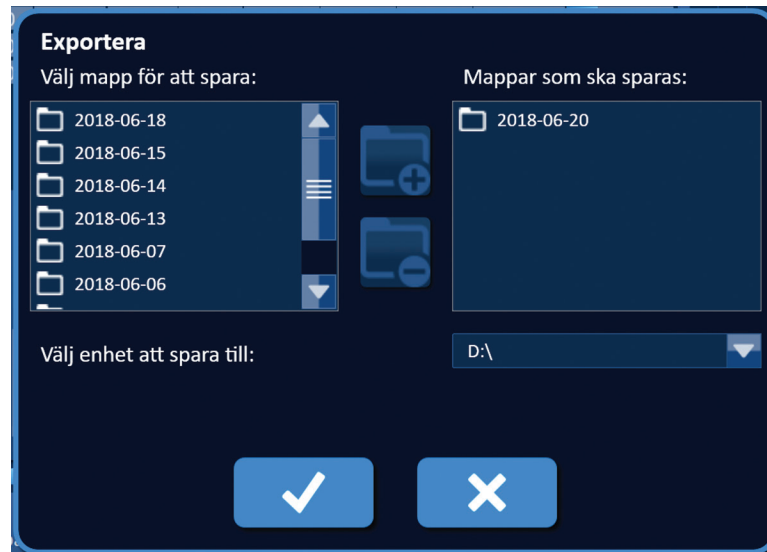 Exportera
Välj mapp för att spara:
Mappar som ska sparas:
2018-06-18
2018-06-15
2018-06-14
2018-06-13
2018-06-07
2018-06-06
2018-06-20
Välj enhet att spara till:
D:\